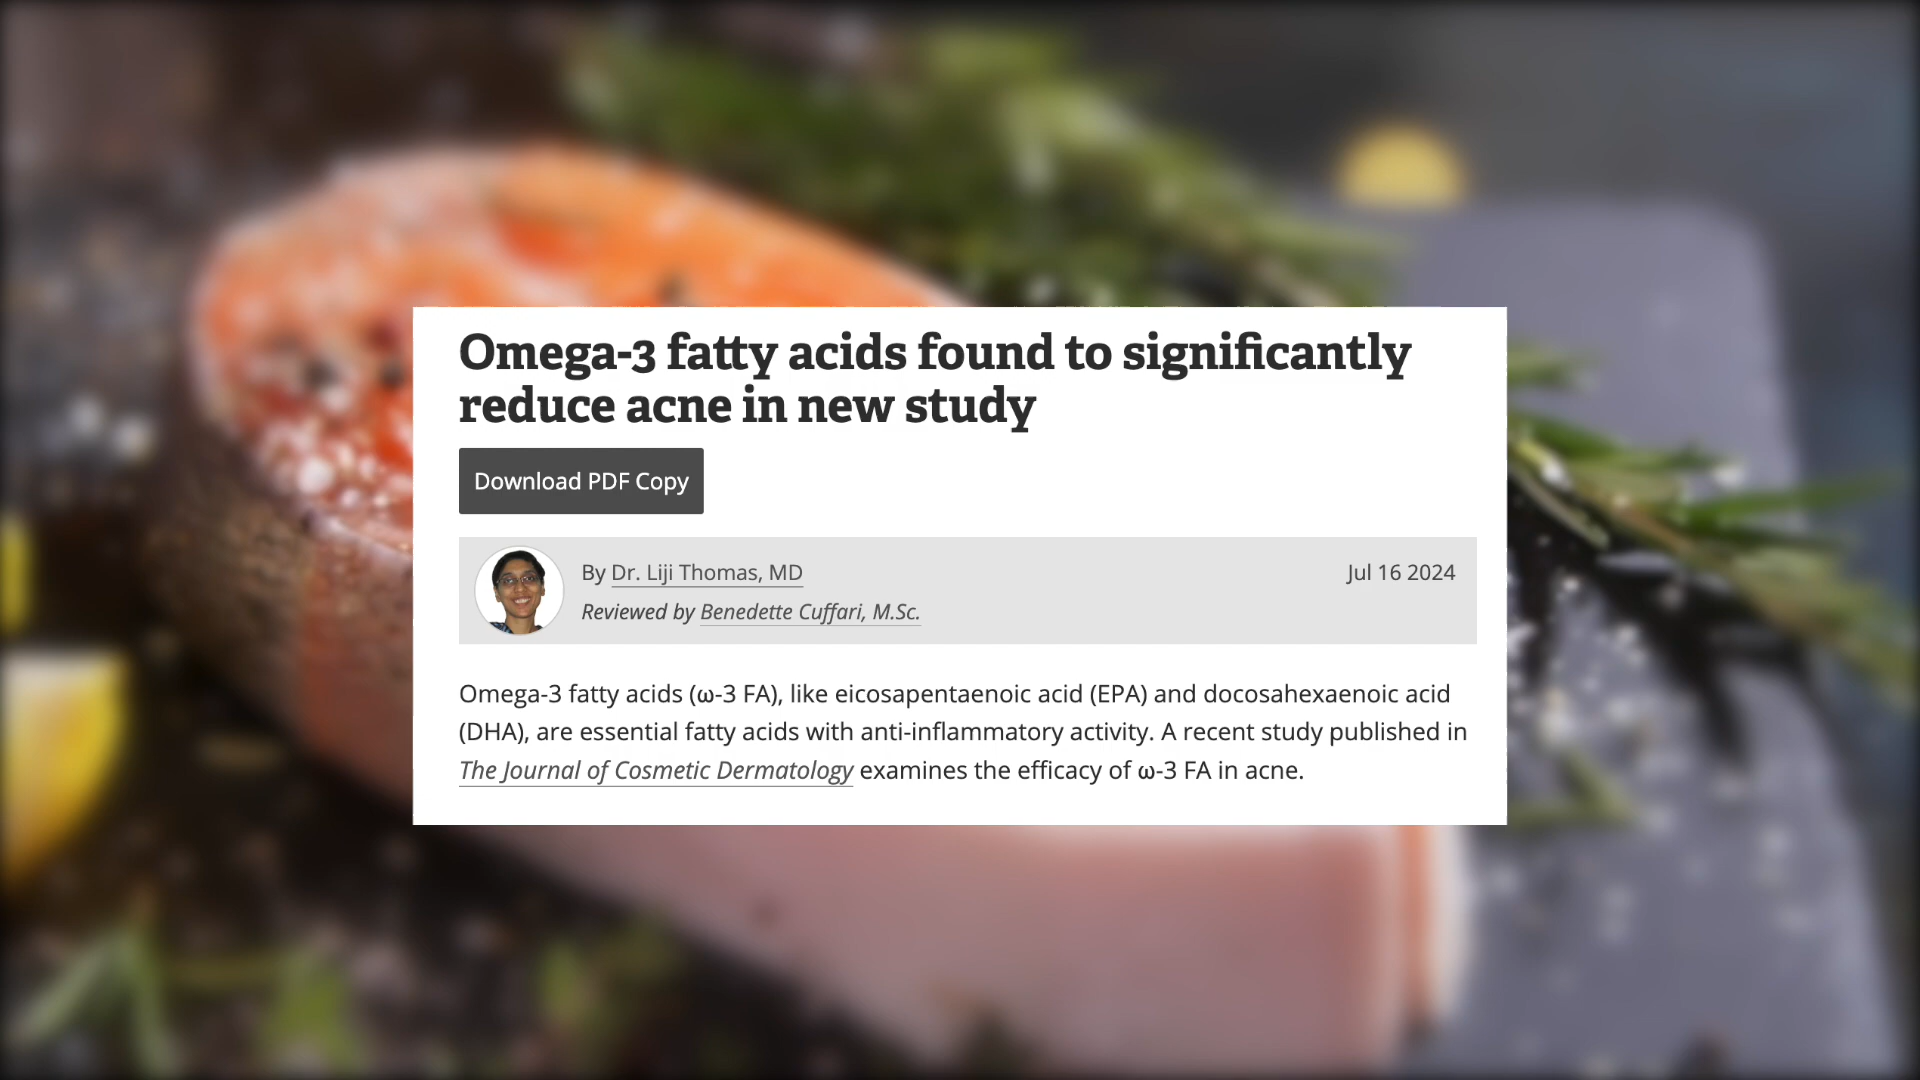 Omega-3 fatty acids found to significantly
reduce acne in new study
Download PDF Copy
By Dr. Liji Thomas, MD
Jul 16 2024
Reviewed by Benedette Cuffari, M.Sc.
Omega-3 fatty acids (ω-3 FA), like eicosapentaenoic acid (EPA) and docosahexaenoic acid
(DHA), are essential fatty acids with anti-inflammatory activity. A recent study published in
The Journal of Cosmetic Dermatology examines the efficacy of ω-3 FA in acne.